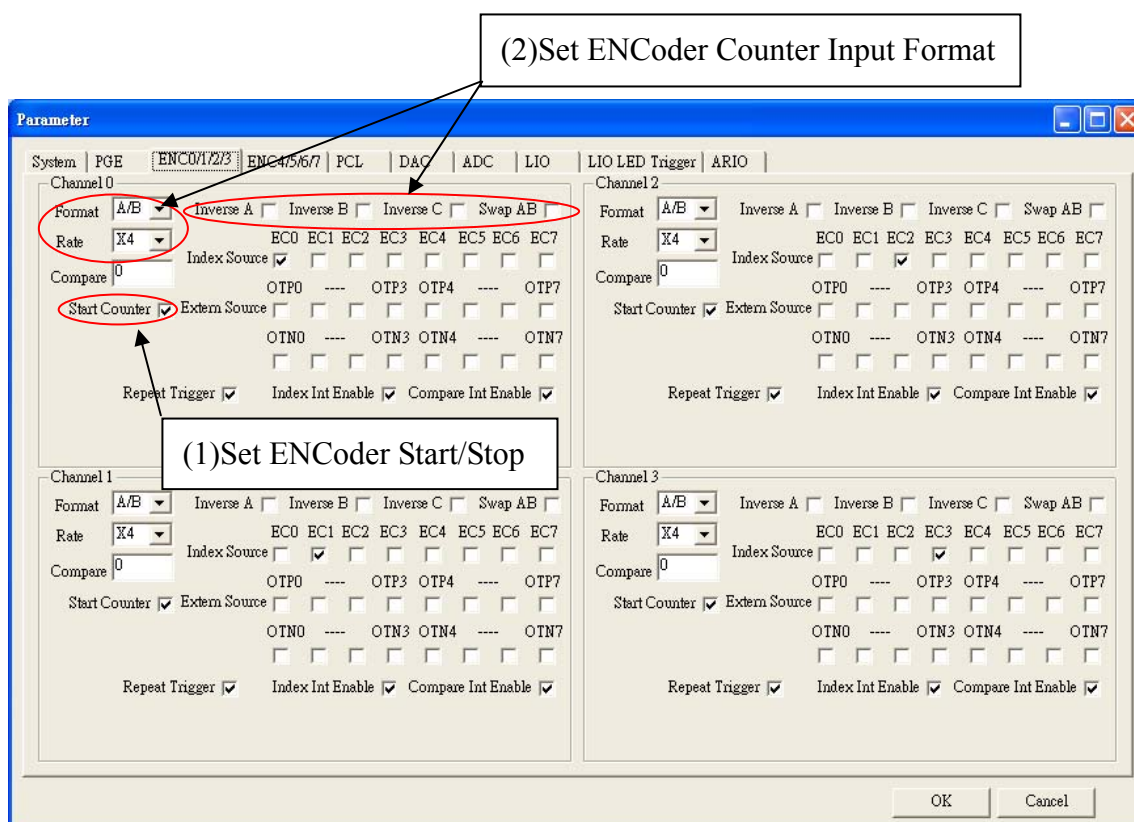 (2)Set ENCoder Counter Input Format
Parameter
System PGE ENC0/1/2/3 ENC4/5/6/7 PCL DAC ADC LIO LIO LED Trigger ARIO
Channel 0
Format A/B Inverse A Inverse B Inverse C Swap AB
Rate X4 EC0 EC1 EC2 EC3 EC4 EC5 EC6 EC7
Index Source
Compare 0
OTP0 ---- OTP3 OTP4 ---- OTP7
Start Counter Extern Source
OTN0 ---- OTN3 OTN4 ---- OTN7
Repeat Trigger Index Int Enable Compare Int Enable
(1)Set ENCoder Start/Stop
Channel 2
Format A/B Inverse A Inverse B Inverse C Swap AB
Rate X4 EC0 EC1 EC2 EC3 EC4 EC5 EC6 EC7
Index Source
Compare 0
OTP0 ---- OTP3 OTP4 ---- OTP7
Start Counter Extern Source
OTN0 ---- OTN3 OTN4 ---- OTN7
Repeat Trigger Index Int Enable Compare Int Enable
Channel 1
Format A/B Inverse A Inverse B Inverse C Swap AB
Rate X4 EC0 EC1 EC2 EC3 EC4 EC5 EC6 EC7
Index Source
Compare 0
OTP0 ---- OTP3 OTP4 ---- OTP7
Start Counter Extern Source
OTN0 ---- OTN3 OTN4 ---- OTN7
Repeat Trigger Index Int Enable Compare Int Enable
Channel 3
Format A/B Inverse A Inverse B Inverse C Swap AB
Rate X4 EC0 EC1 EC2 EC3 EC4 EC5 EC6 EC7
Index Source
Compare 0
OTP0 ---- OTP3 OTP4 ---- OTP7
Start Counter Extern Source
OTN0 ---- OTN3 OTN4 ---- OTN7
Repeat Trigger Index Int Enable Compare Int Enable
OK Cancel